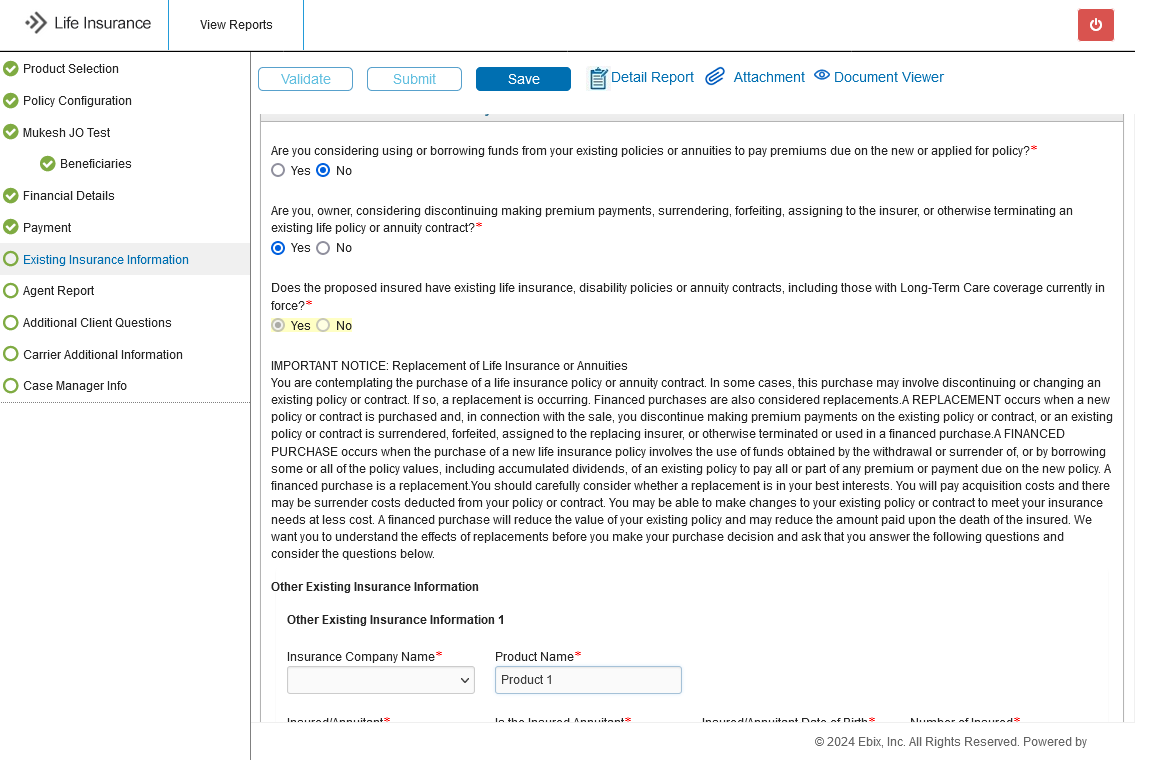 Life Insurance
View Reports
Product Selection
Policy Configuration
Mukesh JO Test
Beneficiaries
Financial Details
Payment
Existing Insurance Information
Agent Report
Additional Client Questions
Carrier Additional Information
Case Manager Info
Validate
Submit
Save
Detail Report
Attachment
Document Viewer
Are you considering using or borrowing funds from your existing policies or annuities to pay premiums due on the new or applied for policy?*
Yes No
Are you, owner, considering discontinuing making premium payments, surrendering, forfeiting, assigning to the insurer, or otherwise terminating an
existing life policy or annuity contract?*
Yes No
Does the proposed insured have existing life insurance, disability policies or annuity contracts, including those with Long-Term Care coverage currently in
force?*
Yes No
IMPORTANT NOTICE: Replacement of Life Insurance or Annuities
You are contemplating the purchase of a life insurance policy or annuity contract. In some cases, this purchase may involve discontinuing or changing an
existing policy or contract. If so, a replacement is occurring. Financed purchases are also considered replacements.A REPLACEMENT occurs when a new
policy or contract is purchased and, in connection with the sale, you discontinue making premium payments on the existing policy or contract, or an existing
policy or contract is surrendered, forfeited, assigned to the replacing insurer, or otherwise terminated or used in a financed purchase.A FINANCED
PURCHASE occurs when the purchase of a new life insurance policy involves the use of funds obtained by the withdrawal or surrender of, or by borrowing
some or all of the policy values, including accumulated dividends, of an existing policy to pay all or part of any premium or payment due on the new policy. A
financed purchase is a replacement.You should carefully consider whether a replacement is in your best interests. You will pay acquisition costs and there
may be surrender costs deducted from your policy or contract. You may be able to make changes to your existing policy or contract to meet your insurance
needs at less cost. A financed purchase will reduce the value of your existing policy and may reduce the amount paid upon the death of the insured. We
want you to understand the effects of replacements before you make your purchase decision and ask that you answer the following questions and
consider the questions below.
Other Existing Insurance Information
Other Existing Insurance Information 1
Insurance Company Name* Product Name*
Product 1
Insured/Annuitant* Is the Insured Annuitant* Insured/Annuitant Date of Birth* Number of Insured*
© 2024 Ebix, Inc. All Rights Reserved. Powered by